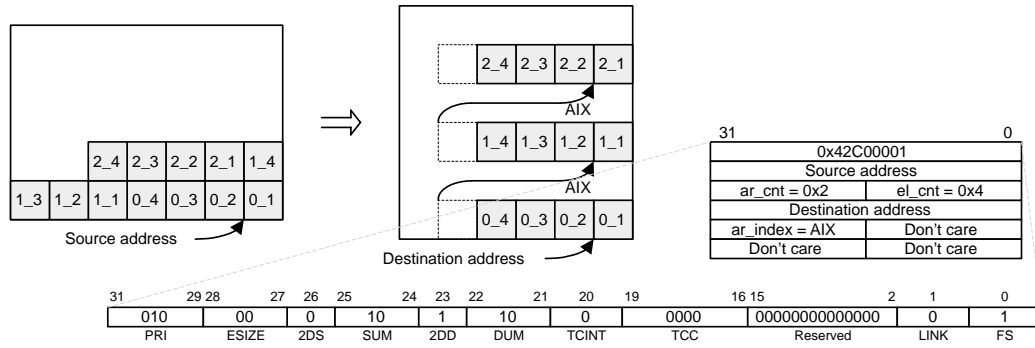 2_4 2_3 2_2 2_1
AIX
2_4 2_3 2_2 2_1 1_4
1_3 1_2 1_1 0_4 0_3 0_2 0_1
Source address
1_4 1_3 1_2 1_1
AIX
0_4 0_3 0_2 0_1
Destination address
31 0
0x42C00001
Source address
ar_cnt = 0x2 el_cnt = 0x4
Destination address
ar_index = AIX Don't care
Don't care Don't care
31 29 28 27 26 25 24 23 22 21 20 19 16 15 2 1 0
010 00 0 10 1 10 0 0000 00000000000000 0 1
PRI ESIZE 2DS SUM 2DD DUM TCINT TCC Reserved LINK FS